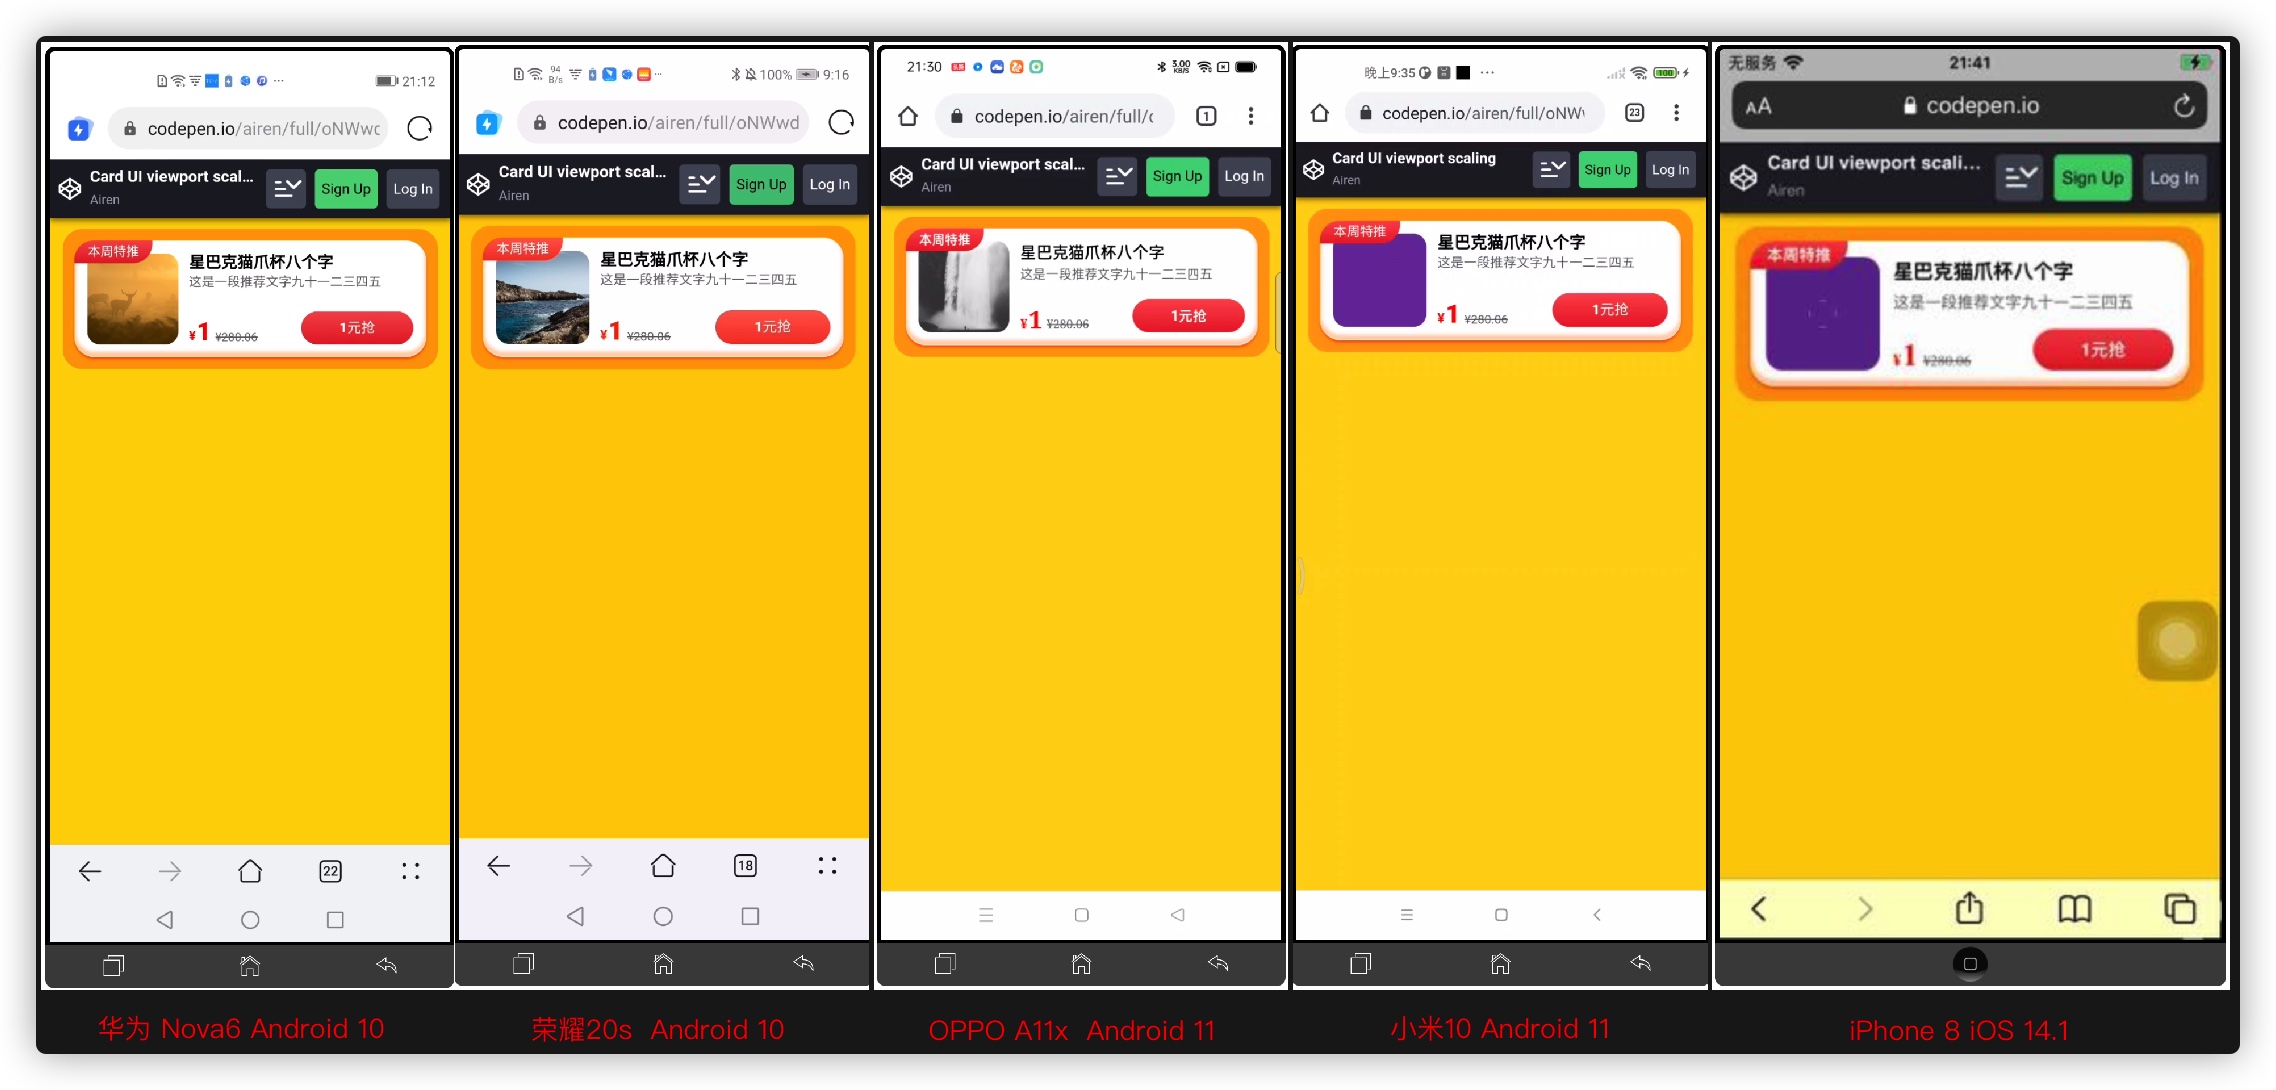 21:12
codepen.io/airen/full/oNWwc
Card UI viewport scal...
Airen
Sign Up
Log In
本周特推
星巴克猫爪杯八个字
这是一段推荐文字九十一二三四五
¥1 ¥280.06
1元抢
22
华为 Nova6 Android 10
94
B/s
100%
9:16
codepen.io/airen/full/oNWwd
Card UI viewport scal...
Airen
Sign Up
Log In
本周特推
星巴克猫爪杯八个字
这是一段推荐文字九十一二三四五
¥1 ¥280.06
1元抢
18
荣耀20s Android 10
21:30
3.00
KB/S
codepen.io/airen/full/c
1
Card UI viewport scal...
Airen
Sign Up
Log In
本周特推
星巴克猫爪杯八个字
这是一段推荐文字九十一二三四五
¥1 ¥280.06
1元抢
OPPO A11x Android 11
晚上9:35
100
codepen.io/airen/full/oNW
23
Card UI viewport scaling
Airen
Sign Up
Log In
本周特推
星巴克猫爪杯八个字
这是一段推荐文字九十一二三四五
¥1 ¥280.06
1元抢
小米10 Android 11
无服务
21:41
AA
codepen.io
Card UI viewport scali...
Airen
Sign Up
Log In
本周特推
星巴克猫爪杯八个字
这是一段推荐文字九十一二三四五
¥1 ¥280.06
1元抢
iPhone 8 iOS 14.1